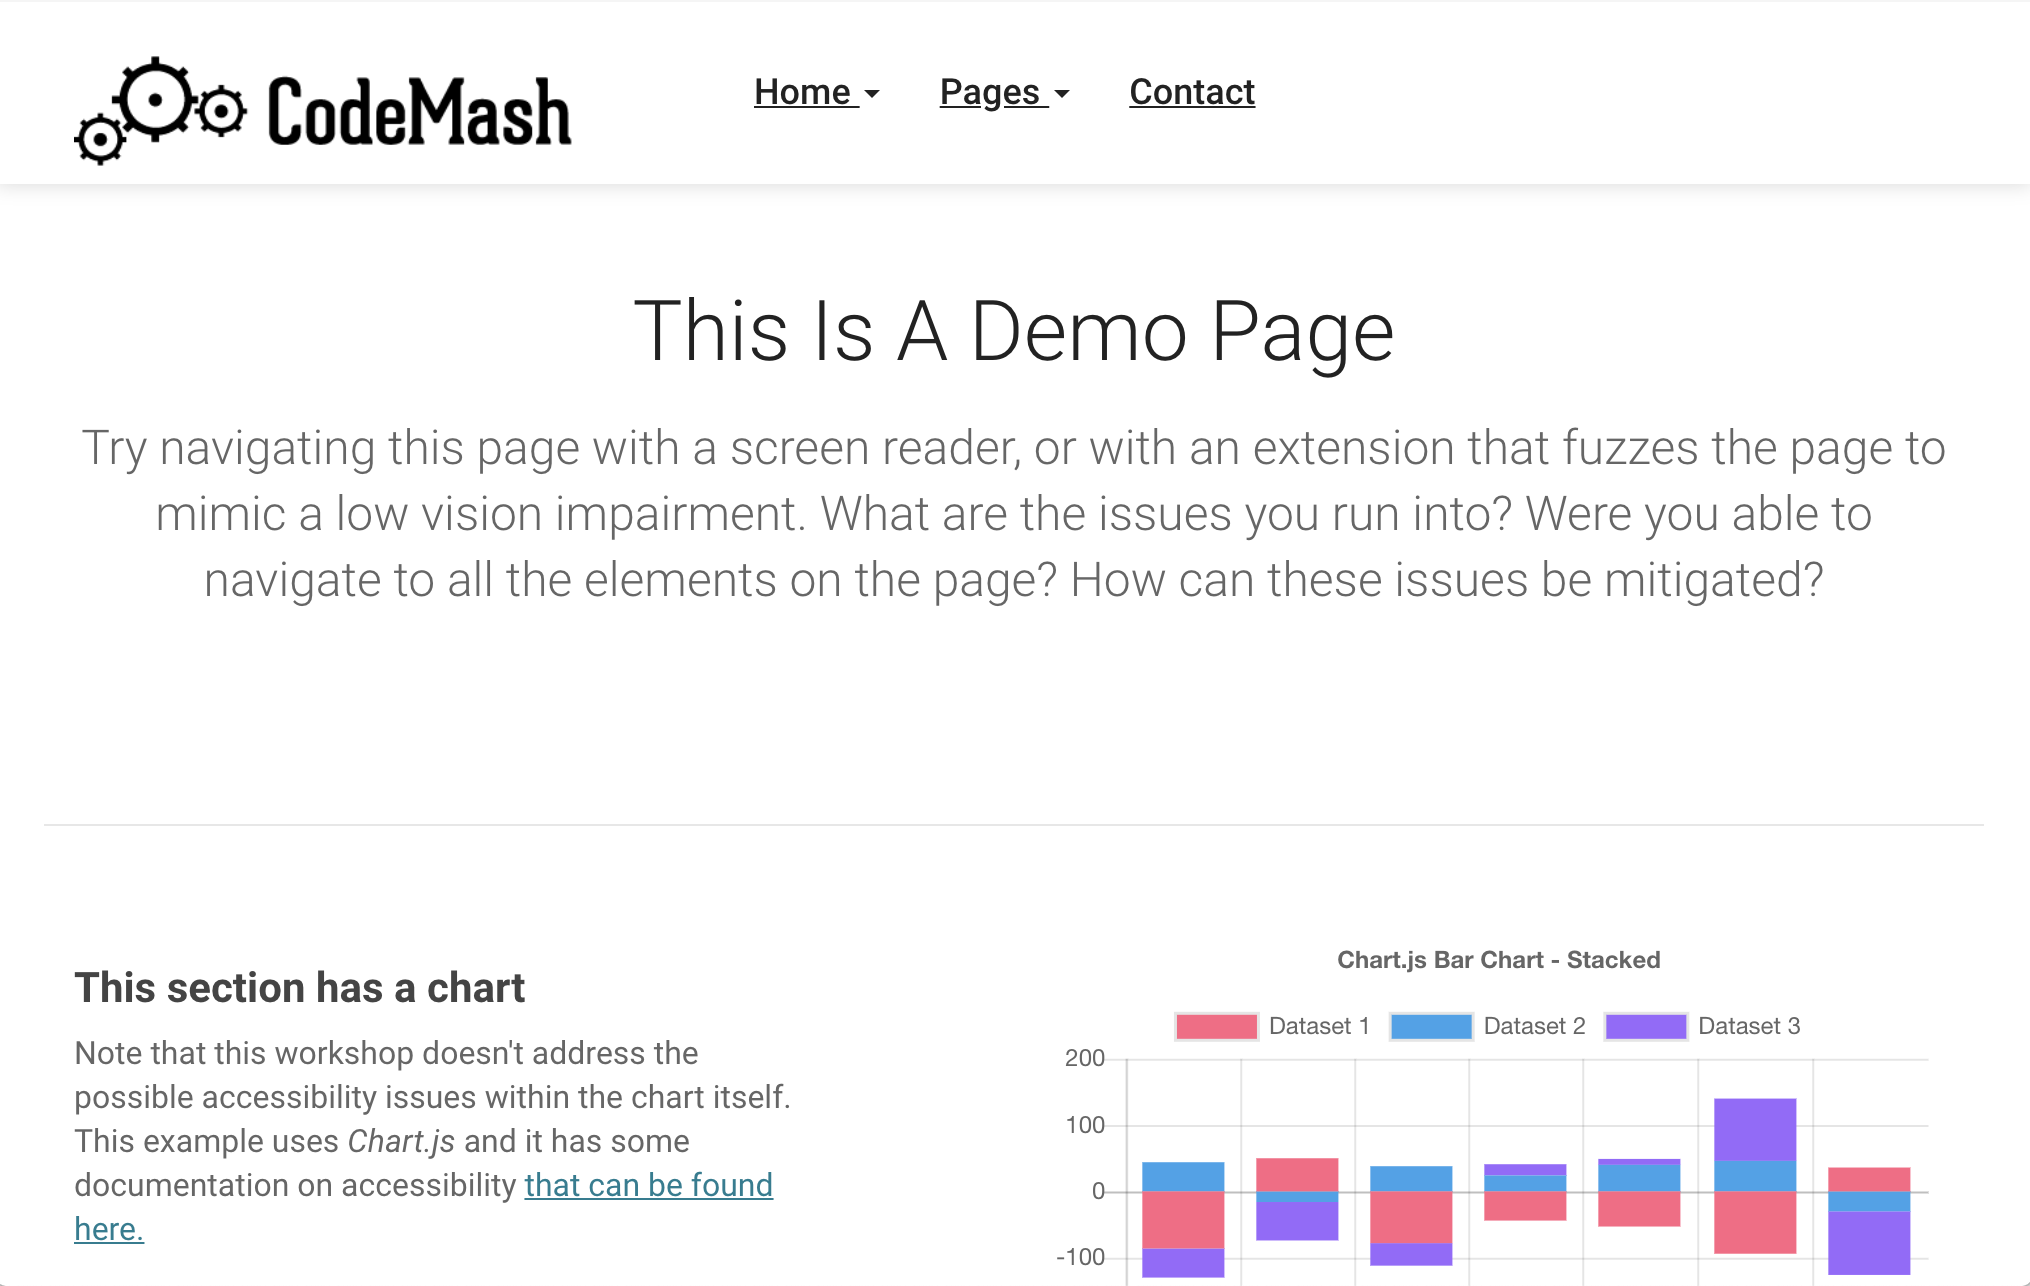 CodeMash
Home
Pages
Contact
This Is A Demo Page
Try navigating this page with a screen reader, or with an extension that fuzzes the page to
mimic a low vision impairment. What are the issues you run into? Were you able to
navigate to all the elements on the page? How can these issues be mitigated?
This section has a chart
Note that this workshop doesn't address the
possible accessibility issues within the chart itself.
This example uses Chart.js and it has some
documentation on accessibility that can be found
here.
Chart.js Bar Chart - Stacked
Dataset 1
Dataset 2
Dataset 3
200
100
0
-100